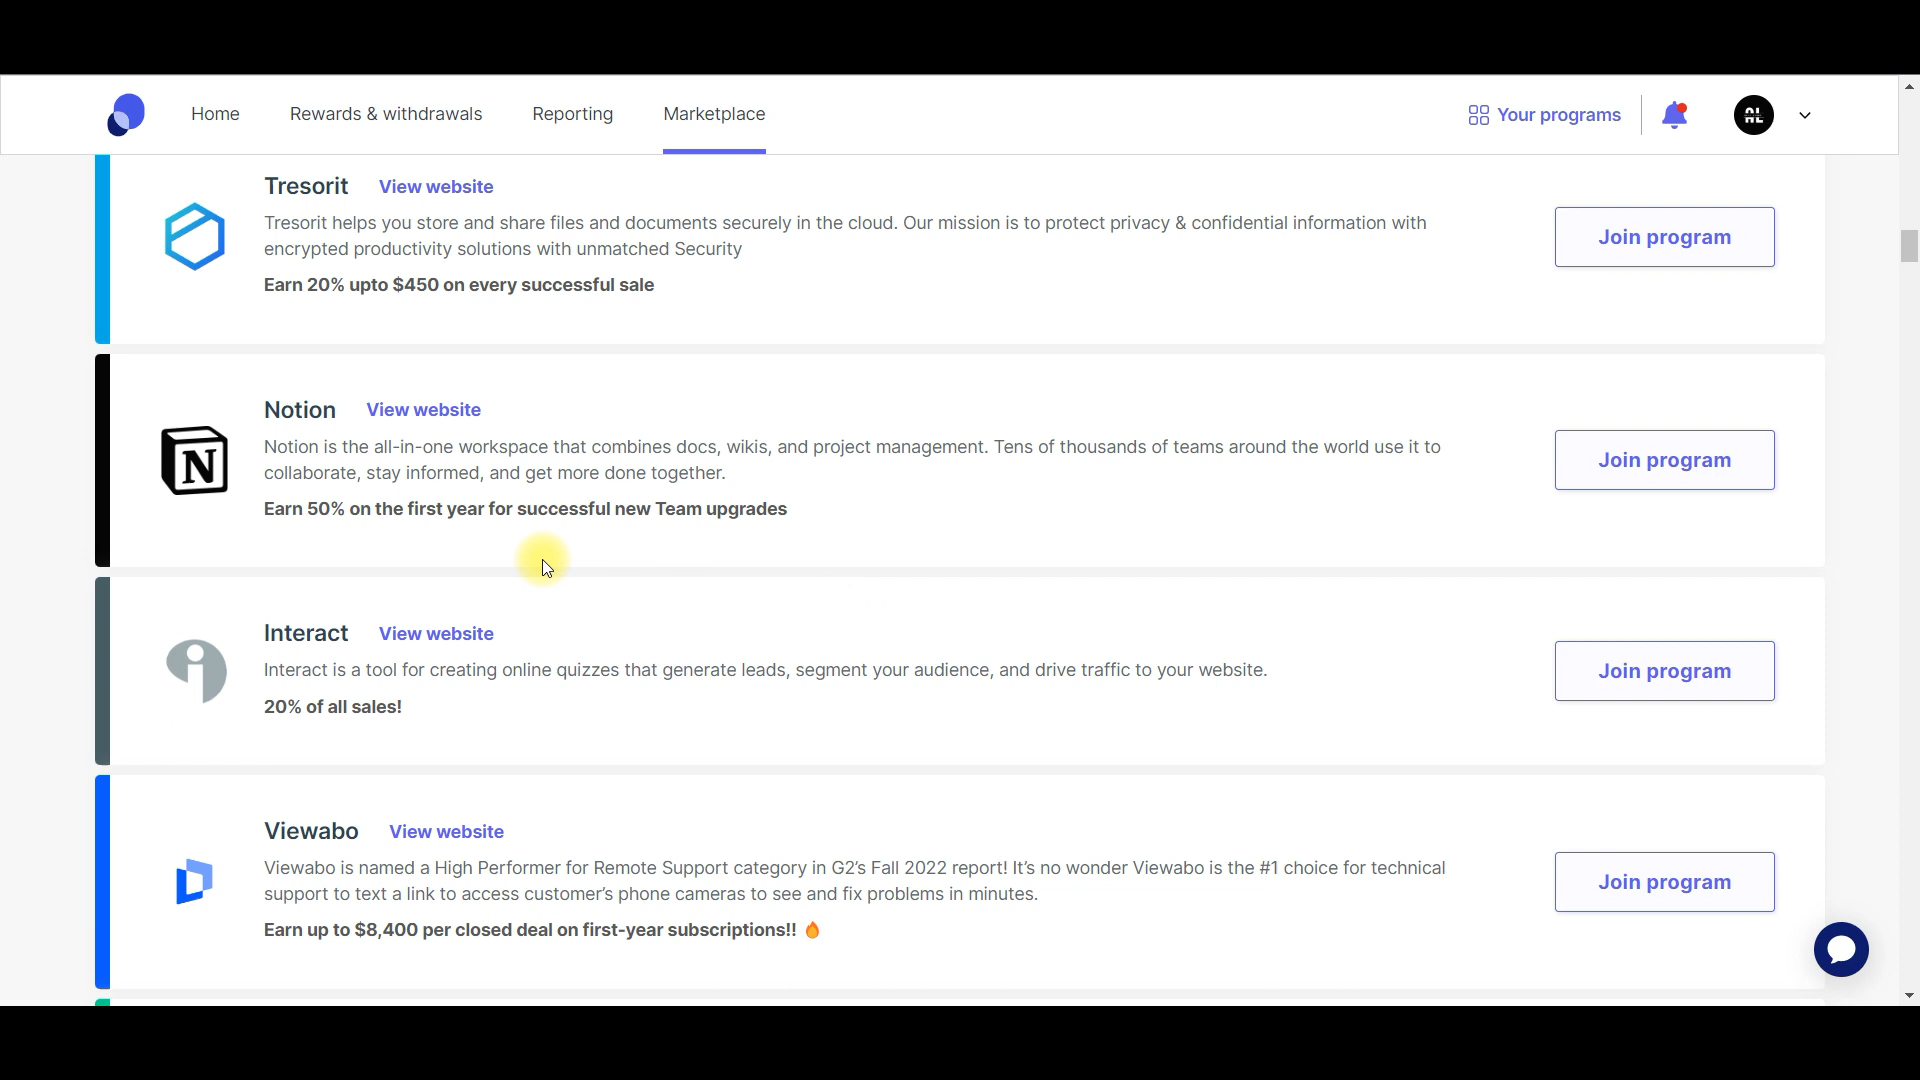 Home Rewards & withdrawals Reporting Marketplace Your programs AL
Tresorit View website
Tresorit helps you store and share files and documents securely in the cloud. Our mission is to protect privacy & confidential information with
encrypted productivity solutions with unmatched Security
Earn 20% upto $450 on every successful sale
Join program
Notion View website
Notion is the all-in-one workspace that combines docs, wikis, and project management. Tens of thousands of teams around the world use it to
collaborate, stay informed, and get more done together.
Earn 50% on the first year for successful new Team upgrades
Join program
N
Interact View website
Interact is a tool for creating online quizzes that generate leads, segment your audience, and drive traffic to your website.
20% of all sales!
Join program
Viewabo View website
Viewabo is named a High Performer for Remote Support category in G2's Fall 2022 report! It's no wonder Viewabo is the #1 choice for technical
support to text a link to access customer's phone cameras to see and fix problems in minutes.
Earn up to $8,400 per closed deal on first-year subscriptions!! 🔥
Join program